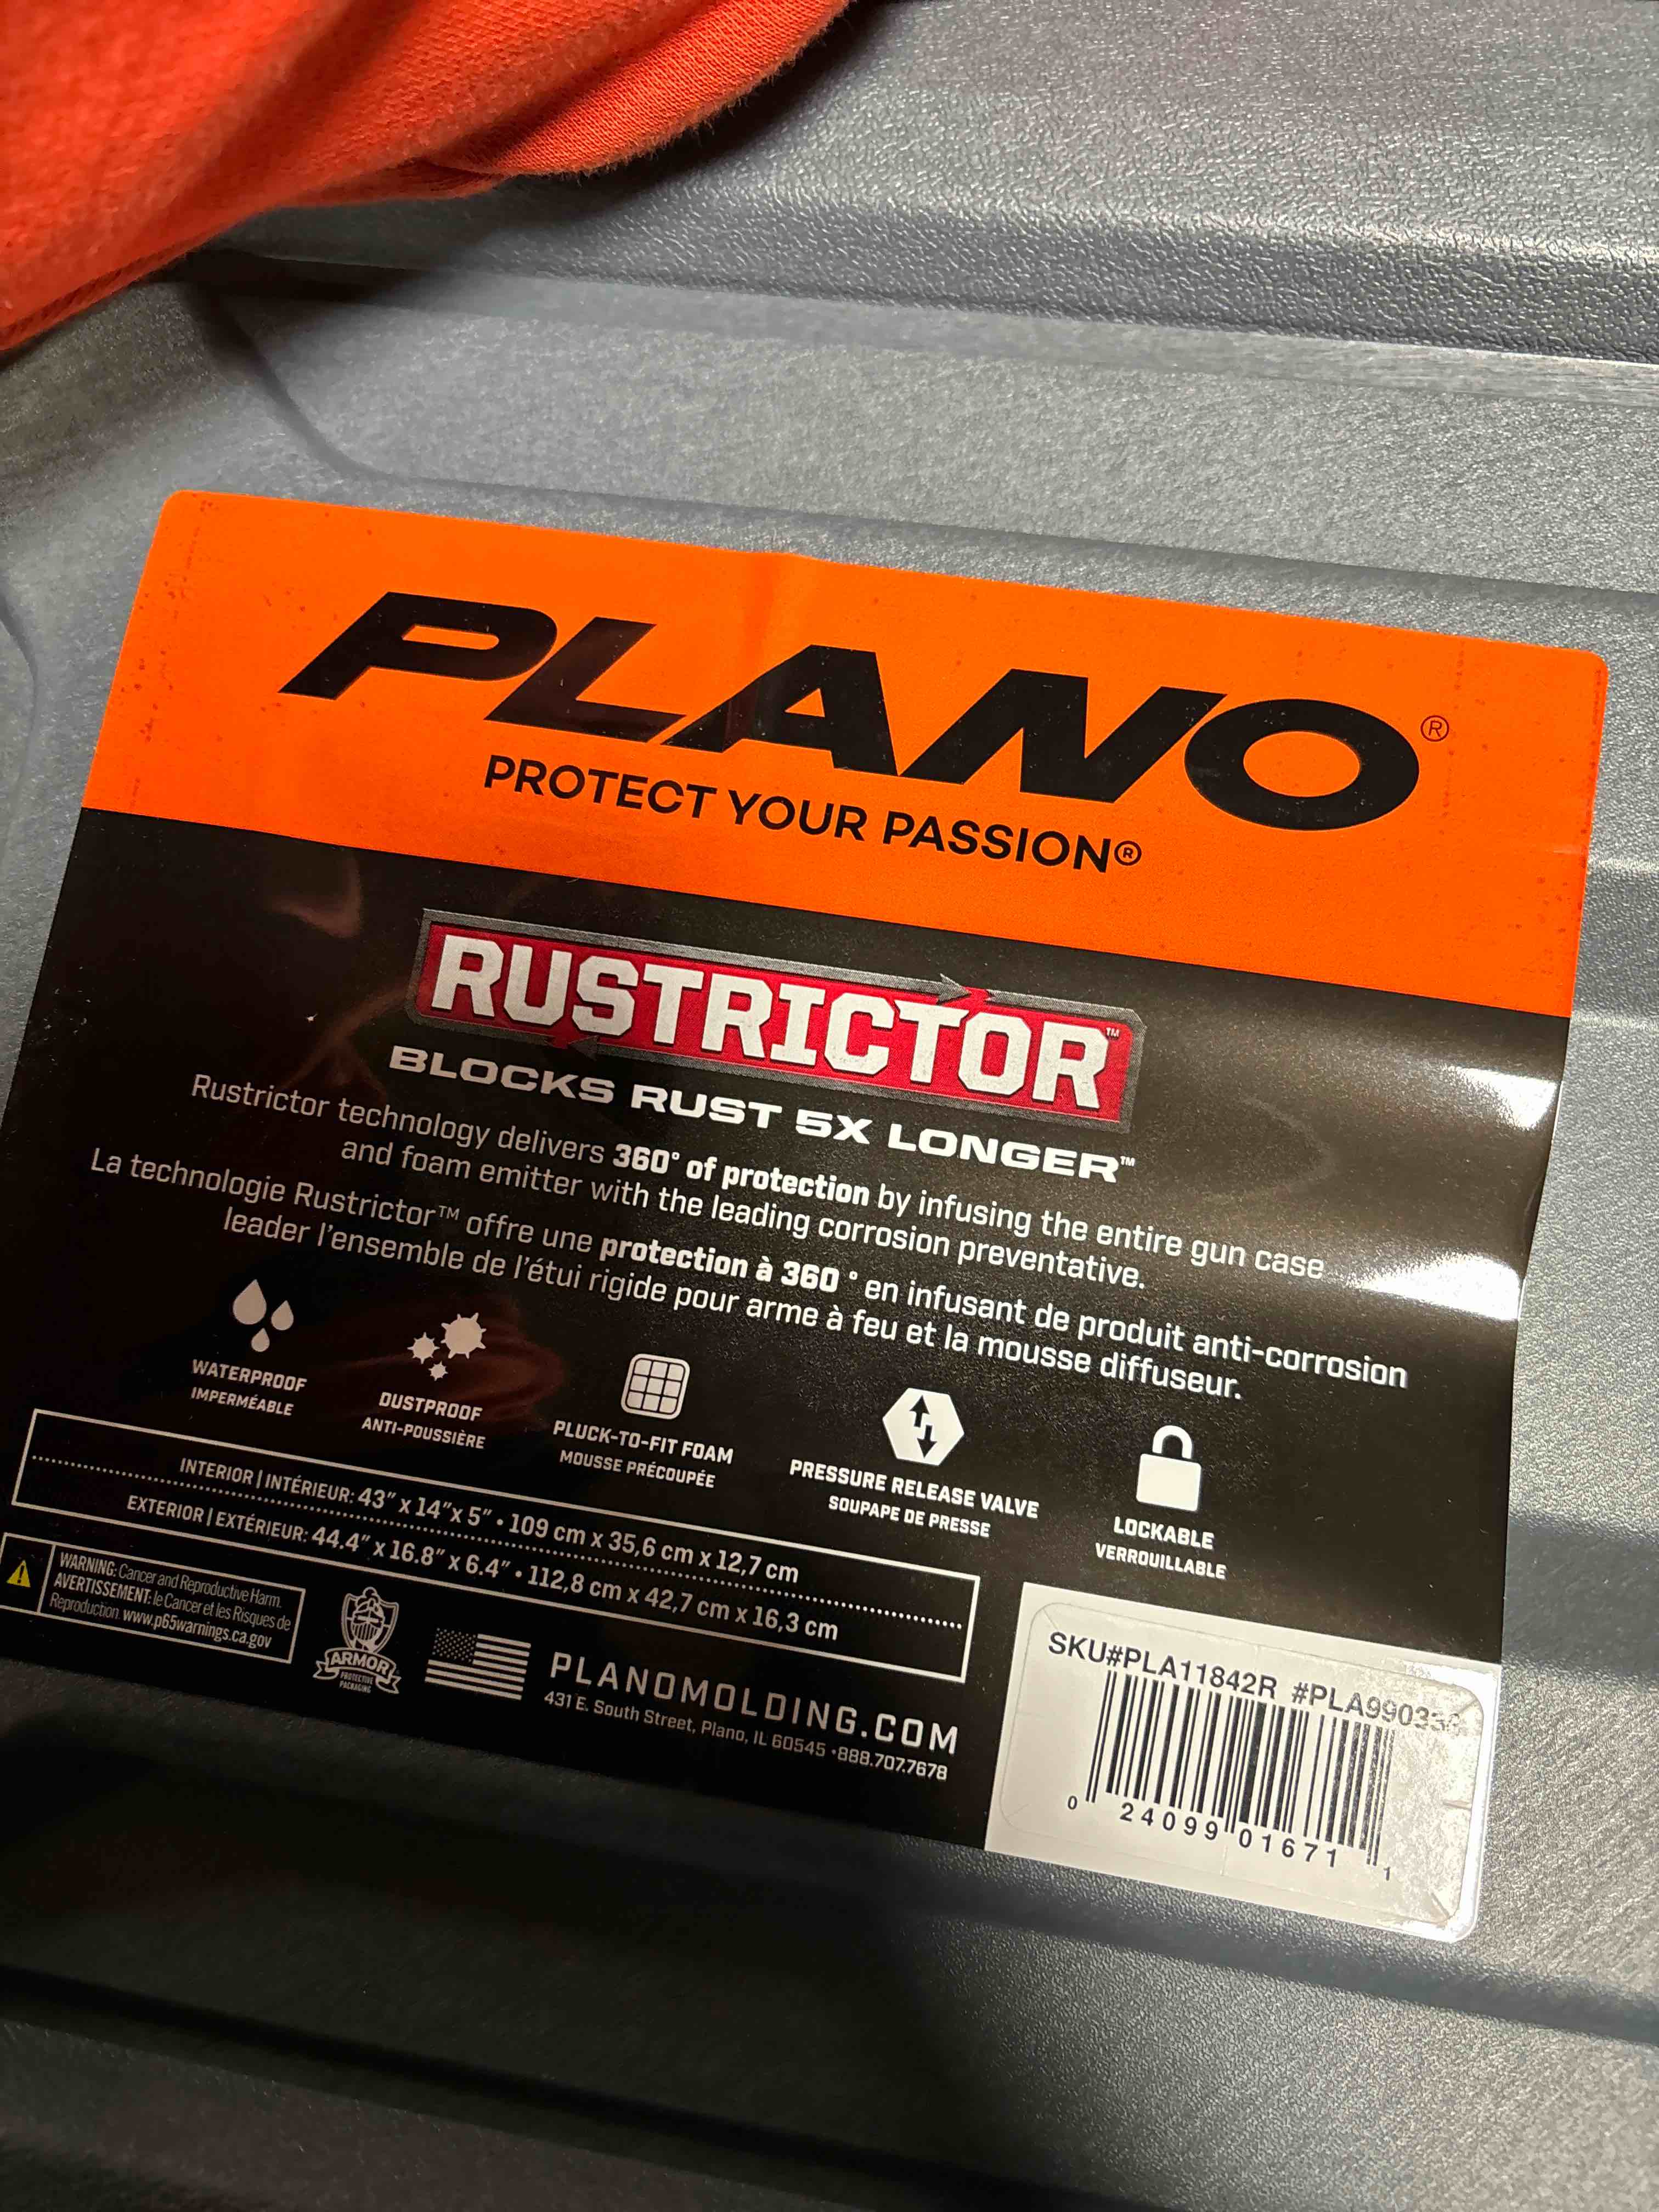 PLANO®
PROTECT YOUR PASSION®
RUSTRICTOR™
BLOCKS RUST 5X LONGER™
Rustrictor technology delivers 360° of protection by infusing the entire gun case
and foam emitter with the leading corrosion preventative.
La technologie Rustrictor™ offre une protection à 360 ° en infusant de produit anti-corrosion
leader l'ensemble de l'étui rigide pour arme à feu et la mousse diffuseur.
WATERPROOF
IMPERMÉABLE
DUSTPROOF
ANTI-POUSSIÈRE
PLUCK-TO-FIT FOAM
MOUSSE PRÉCOUPÉE
PRESSURE RELEASE VALVE
SOUPAPE DE PRESSE
LOCKABLE
VERROUILLABLE
INTERIOR | INTÉRIEUR: 43" x 14"x 5" • 109 cm x 35,6 cm x 12,7 cm
EXTERIOR | EXTÉRIEUR: 44.4" x 16.8" x 6.4" • 112,8 cm x 42,7 cm x 16,3 cm
WARNING: Cancer and Reproductive Harm.
AVERTISSEMENT: le Cancer et les Risques de
Reproduction. www.p65warnings.ca.gov
ARMOR
PROTECTIVE
PACKAGING
PLANOMOLDING.COM
431 E. South Street, Plano, IL 60545 •888.707.7678
SKU#PLA11842R
0 24099 01671 1